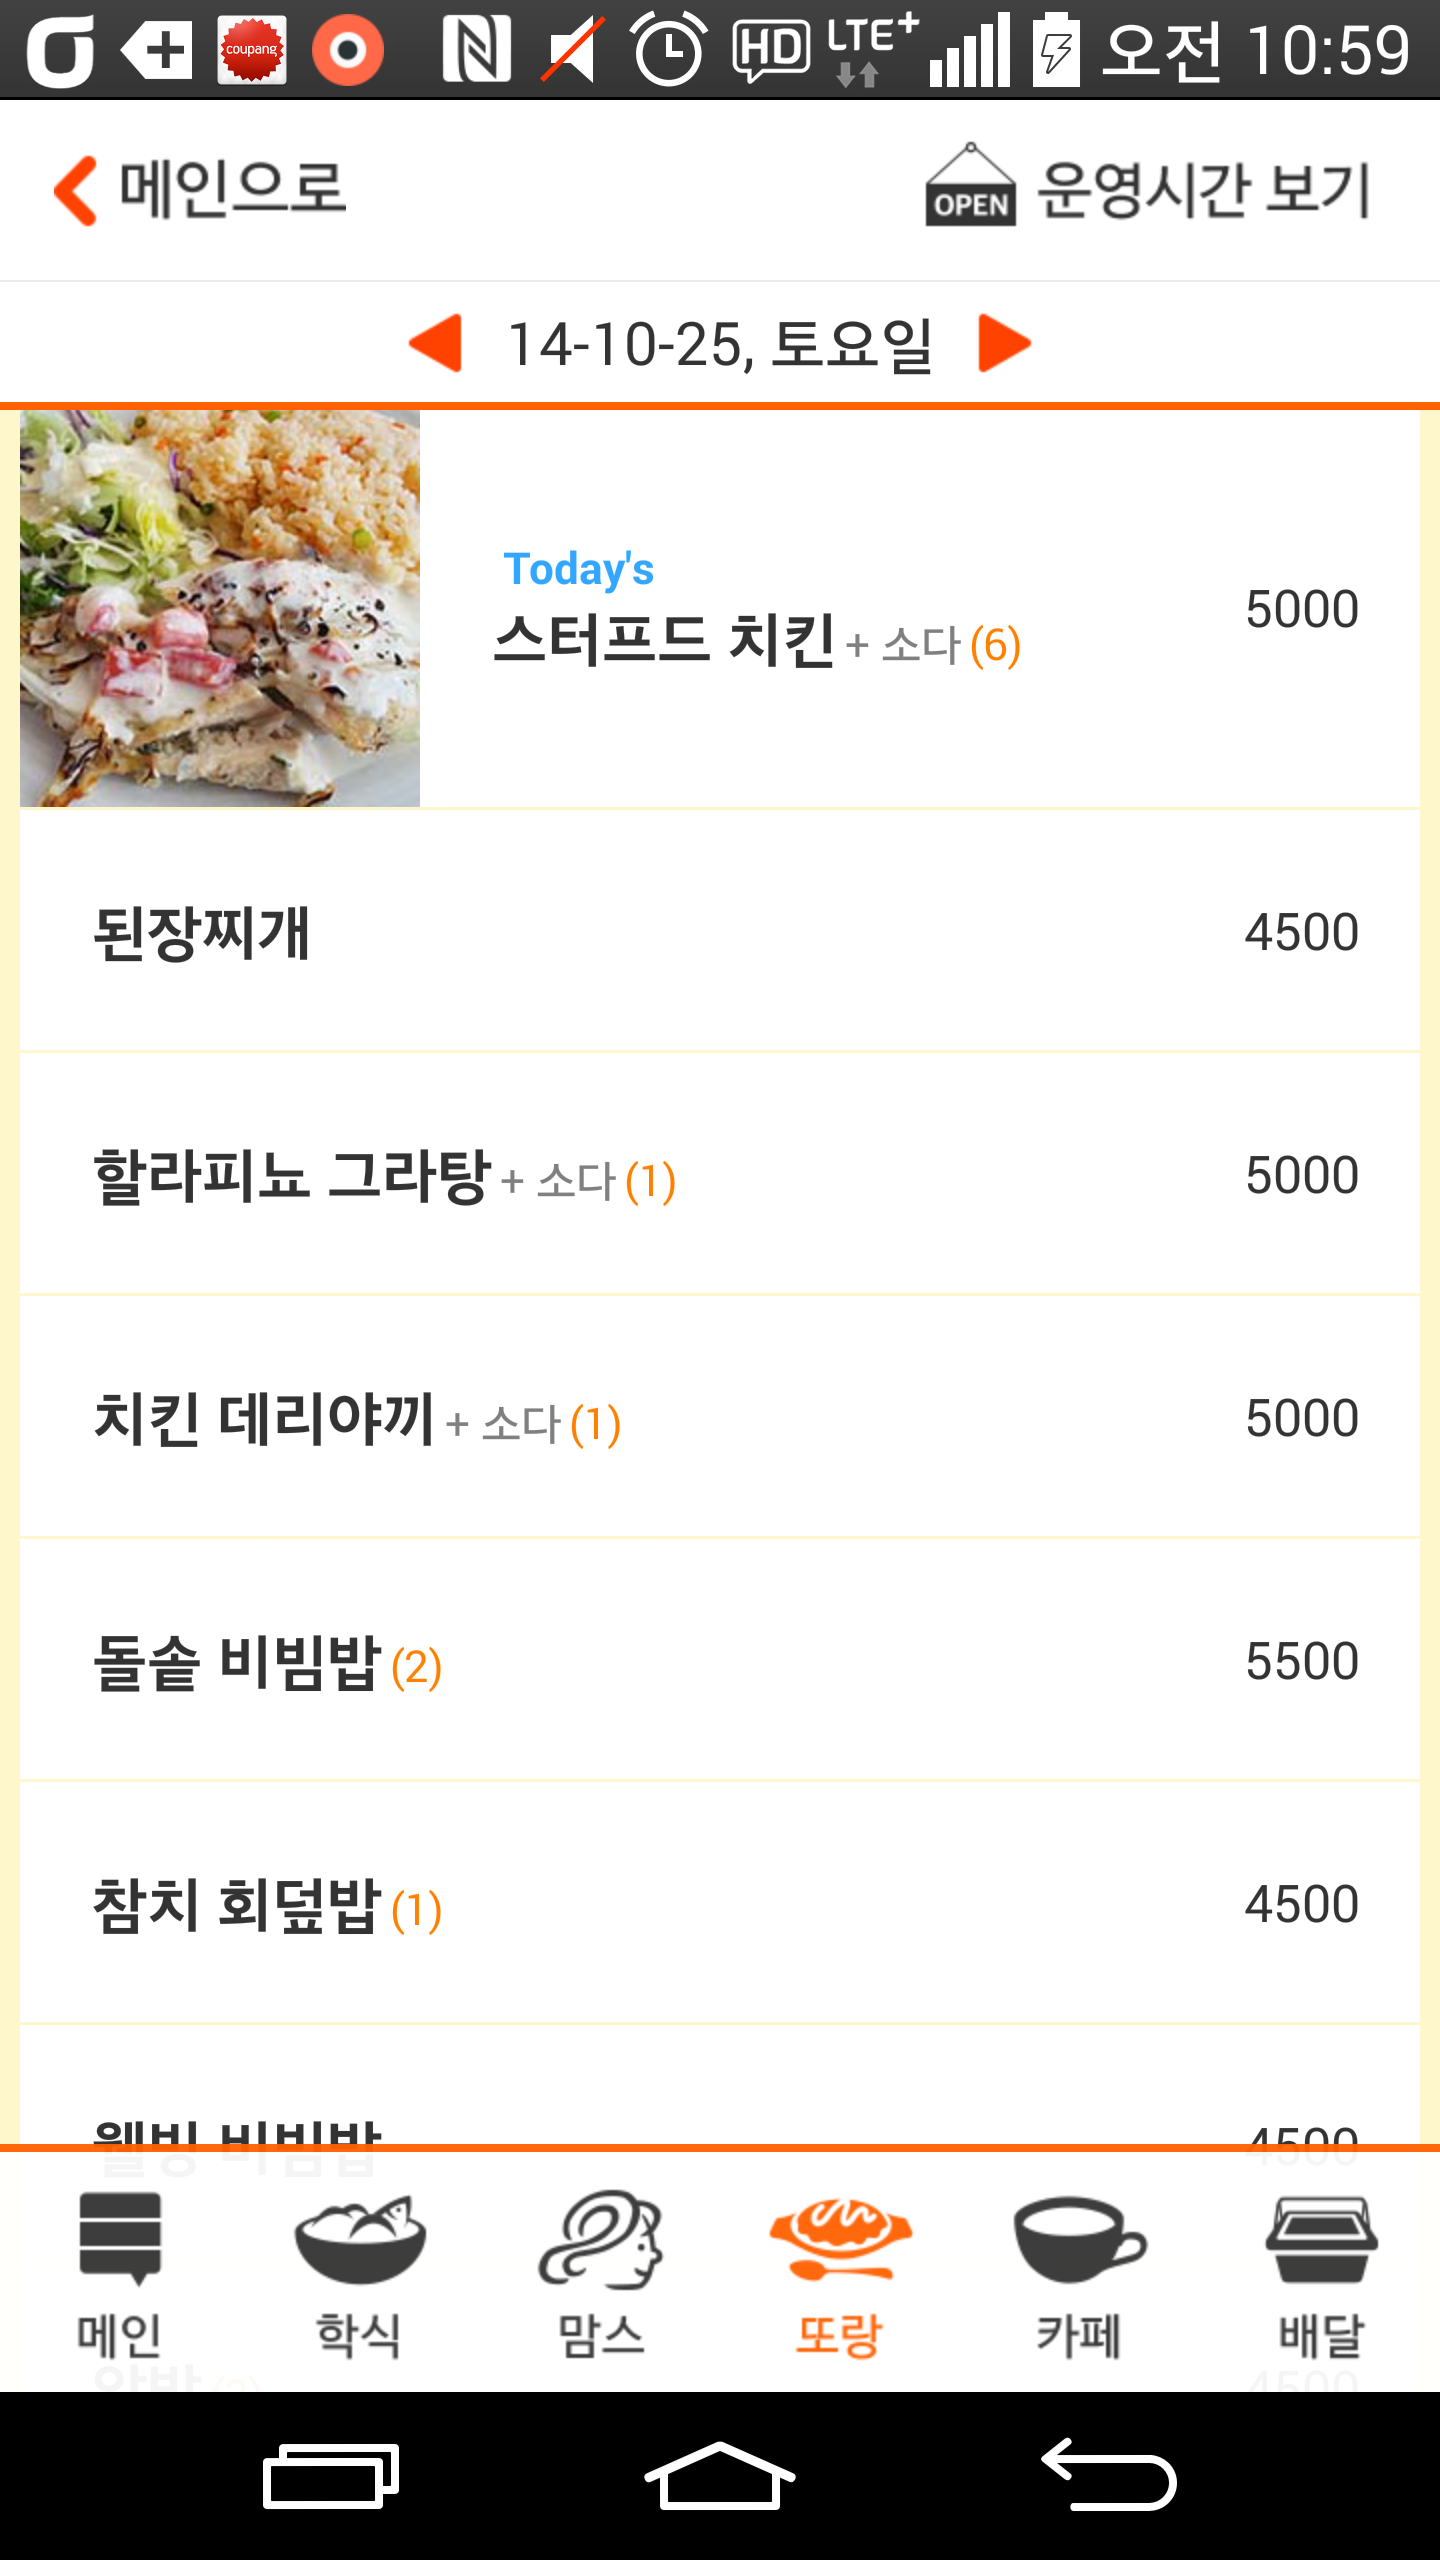 coupang HD LTE+ 오전 10:59
메인으로 OPEN 운영시간 보기
14-10-25, 토요일
Today's
스터프드 치킨 + 소다 (6) 5000
된장찌개 4500
할라피뇨 그라탕 + 소다 (1) 5000
치킨 데리야끼 + 소다 (1) 5000
돌솥 비빔밥 (2) 5500
참치 회덮밥 (1) 4500
웰빙 비빔밥 4500
메인 학식 맘스 또랑 카페 배달
4500